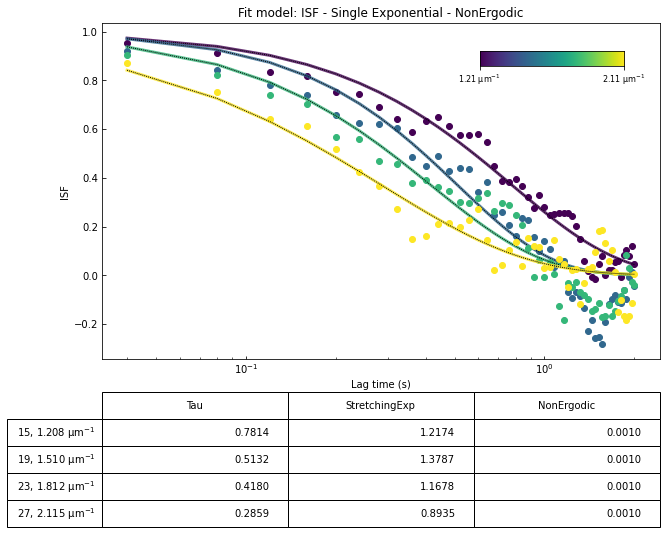 Fit model: ISF - Single Exponential - NonErgodic
1.0
0.8
0.6
0.4
0.2
0.0
−0.2
ISF
1.21 μm⁻¹ 2.11 μm⁻¹
10⁻¹ 10⁰
Lag time (s)
Tau StretchingExp NonErgodic
15, 1.208 μm⁻¹ 0.7814 1.2174 0.0010
19, 1.510 μm⁻¹ 0.5132 1.3787 0.0010
23, 1.812 μm⁻¹ 0.4180 1.1678 0.0010
27, 2.115 μm⁻¹ 0.2859 0.8935 0.0010